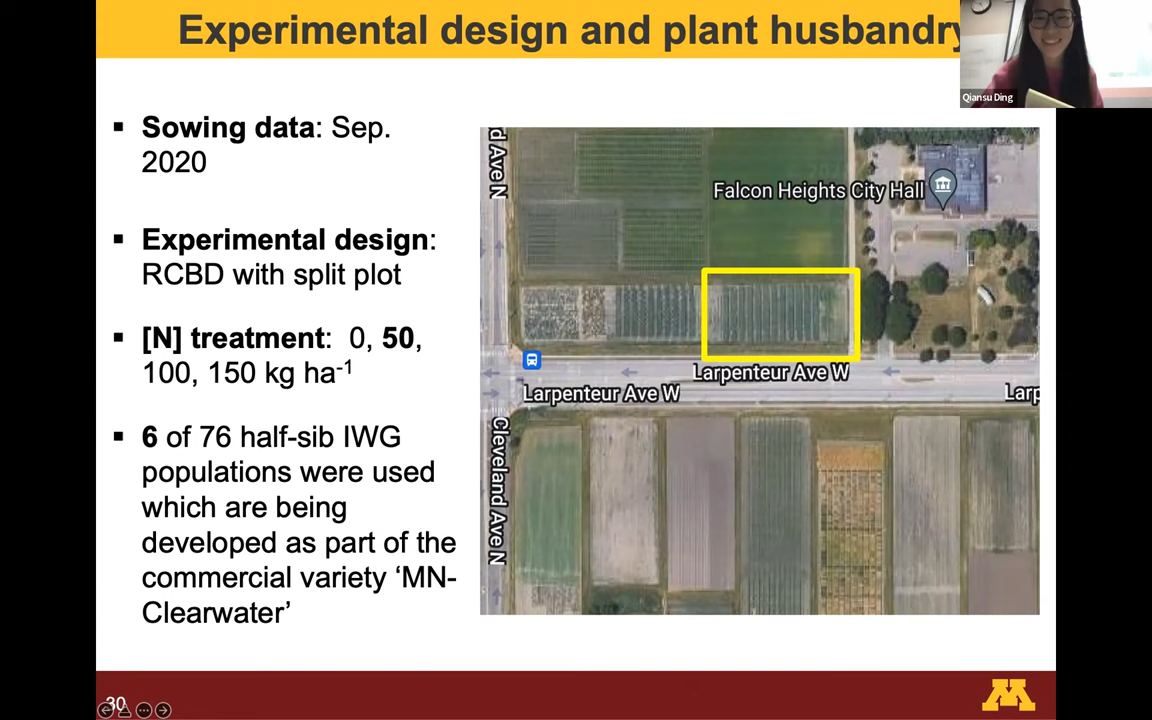 Experimental design and plant husbandry
Qiansu Ding
▪ Sowing data: Sep.
2020
▪ Experimental design:
RCBD with split plot
▪ [N] treatment: 0, 50,
100, 150 kg ha⁻¹
▪ 6 of 76 half-sib IWG
populations were used
which are being
developed as part of the
commercial variety ‘MN-
Clearwater’
d Ave N
Falcon Heights City Hall
Larpenteur Ave W
Larpenteur Ave W
Larp
Cleveland Ave N
30
M